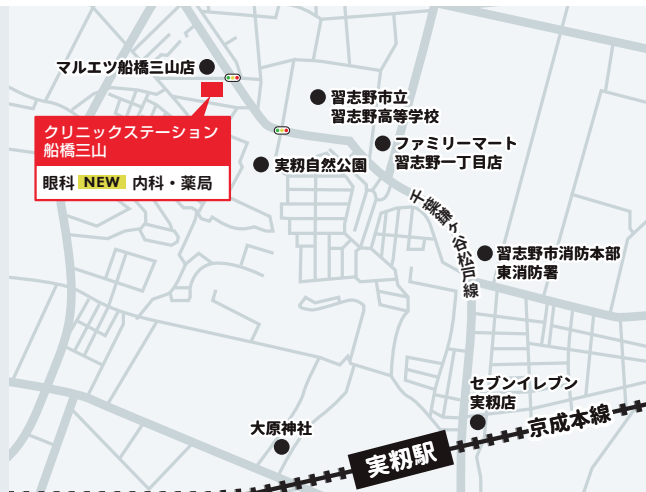 マルエツ船橋三山店
習志野市立
習志野高等学校
クリニックステーション
船橋三山
眼科 NEW 内科・薬局
ファミリーマート
習志野一丁目店
実籾自然公園
千葉鎌ヶ谷松戸線
習志野市消防本部
東消防署
セブンイレブン
実籾店
大原神社
京成本線
実籾駅